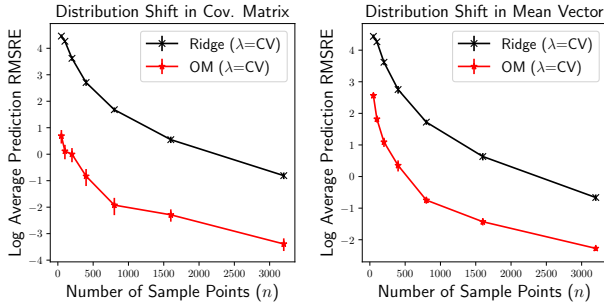 Distribution Shift in Cov. Matrix
Log Average Prediction RMSRE
4
3
2
1
0
−1
−2
−3
−4
Ridge (λ=CV)
OM (λ=CV)
0 500 1000 1500 2000 2500 3000
Number of Sample Points (n)
Distribution Shift in Mean Vector
Log Average Prediction RMSRE
4
3
2
1
0
−1
−2
Ridge (λ=CV)
OM (λ=CV)
0 500 1000 1500 2000 2500 3000
Number of Sample Points (n)